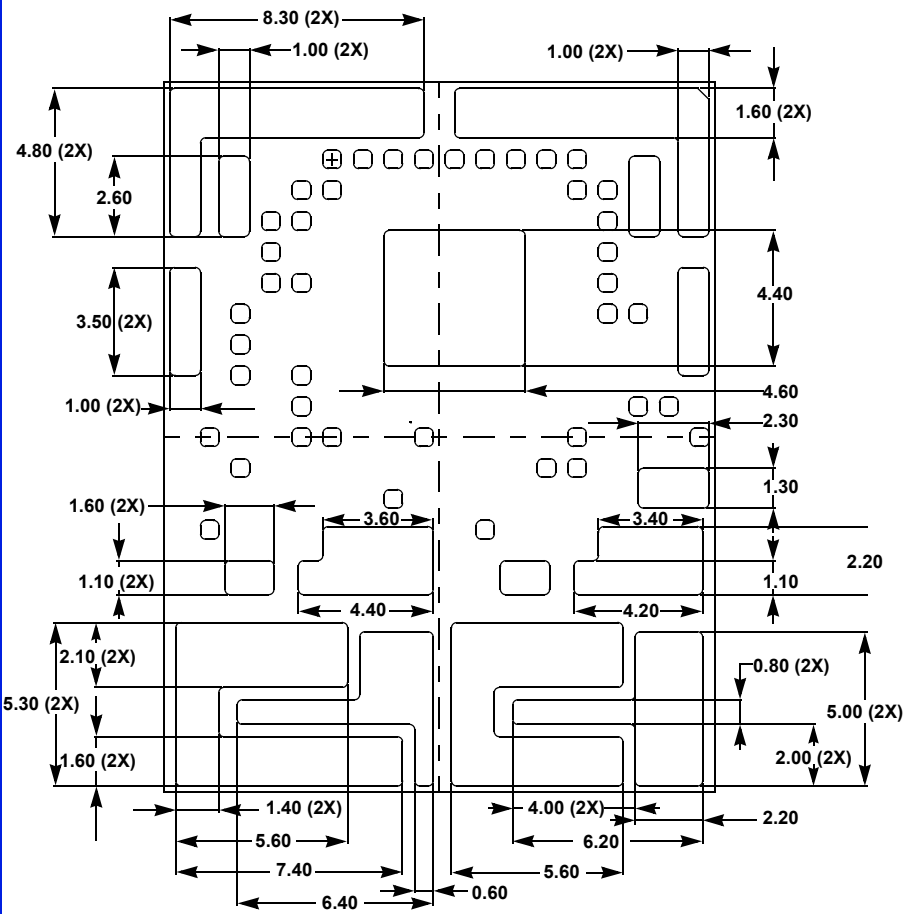 8.30 (2X)
1.00 (2X)
1.00 (2X)
1.60 (2X)
4.80 (2X)
2.60
4.40
3.50 (2X)
4.60
1.00 (2X)
2.30
1.30
1.60 (2X)
3.60
3.40
2.20
1.10 (2X)
1.10
4.40
4.20
2.10 (2X)
0.80 (2X)
5.30 (2X)
5.00 (2X)
2.00 (2X)
1.60 (2X)
1.40 (2X)
4.00 (2X)
2.20
5.60
6.20
7.40
5.60
0.60
6.40